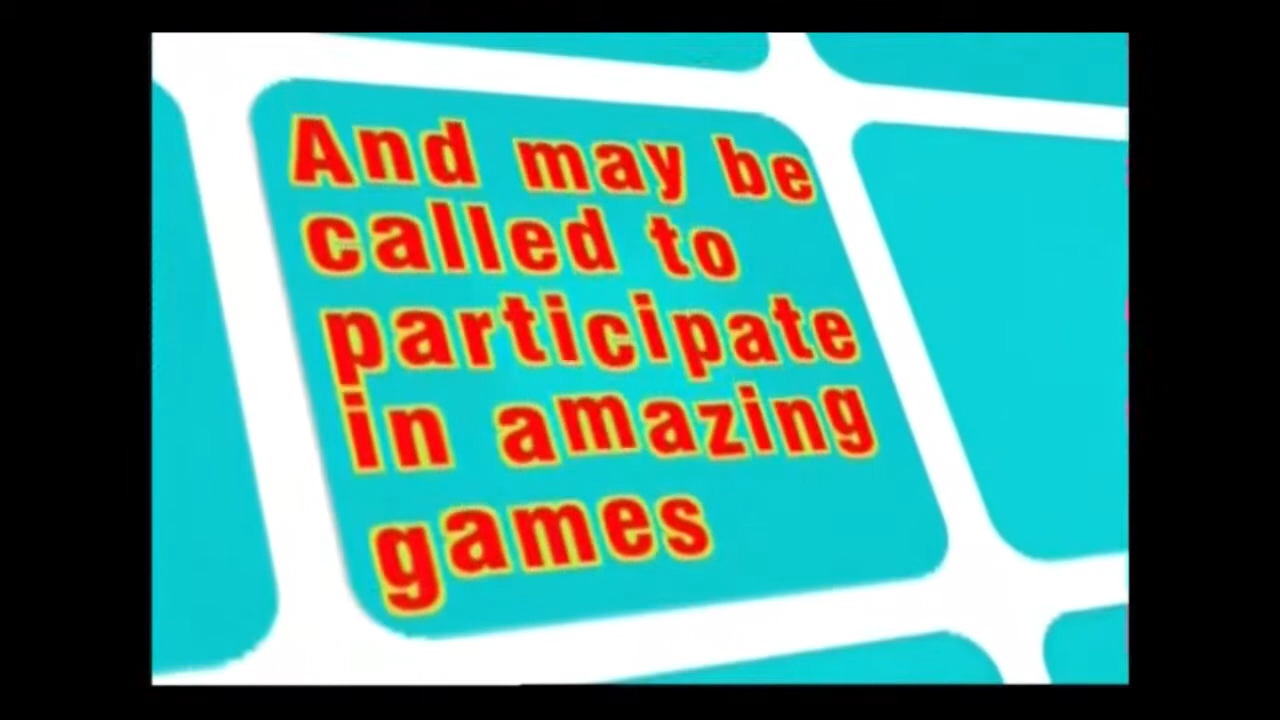 And may be
called to
participate
in amazing
games